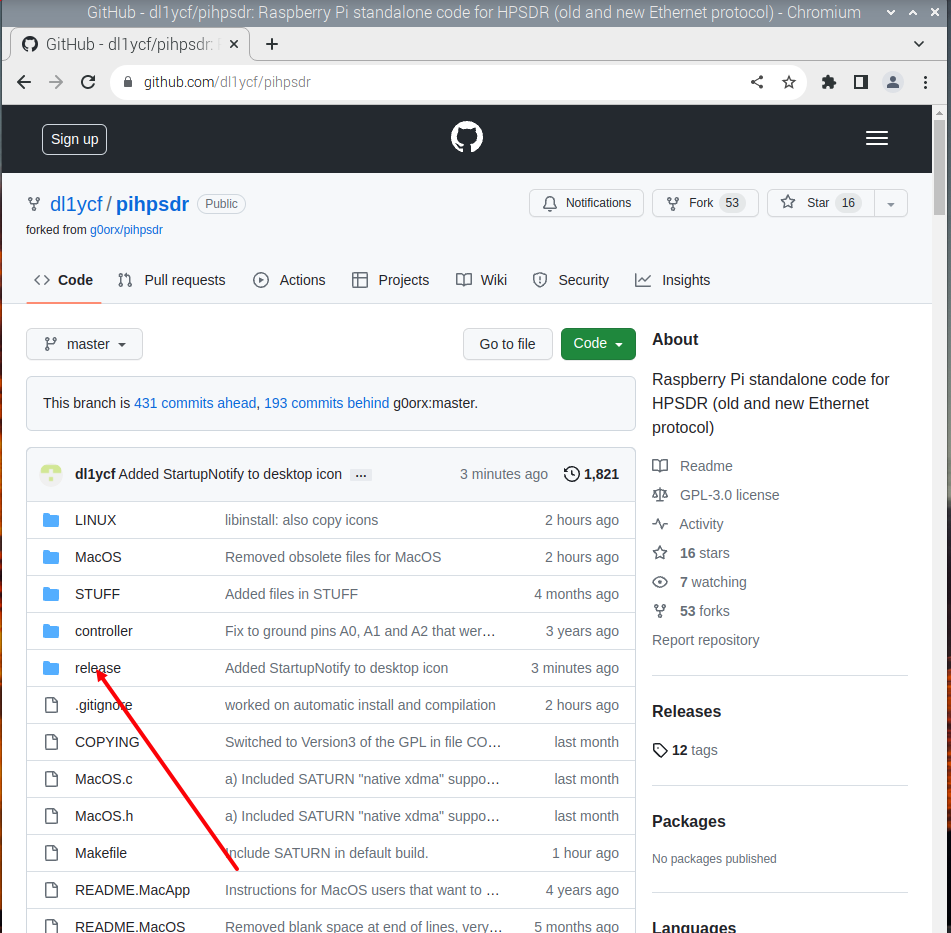 GitHub - dl1ycf/pihpsdr: Raspberry Pi standalone code for HPSDR (old and new Ethernet protocol) - Chromium
GitHub - dl1ycf/pihpsdr:
github.com/dl1ycf/pihpsdr
Sign up
dl1ycf / pihpsdr Public
Notifications Fork 53 Star 16
forked from g0orx/pihpsdr
Code Pull requests Actions Projects Wiki Security Insights
master Go to file Code
This branch is 431 commits ahead, 193 commits behind g0orx:master.
dl1ycf Added StartupNotify to desktop icon ... 3 minutes ago 1,821
LINUX libinstall: also copy icons 2 hours ago
MacOS Removed obsolete files for MacOS 2 hours ago
STUFF Added files in STUFF 4 months ago
controller Fix to ground pins A0, A1 and A2 that wer… 3 years ago
release Added StartupNotify to desktop icon 3 minutes ago
.gitignore worked on automatic install and compilation 2 hours ago
COPYING Switched to Version3 of the GPL in file CO… last month
MacOS.c a) Included SATURN "native xdma" suppo… last month
MacOS.h a) Included SATURN "native xdma" suppo… last month
Makefile Include SATURN in default build. 1 hour ago
README.MacApp Instructions for MacOS users that want to … 4 years ago
README.MacOS Removed blank space at end of lines, very… 5 months ago
About
Raspberry Pi standalone code for
HPSDR (old and new Ethernet
protocol)
Readme
GPL-3.0 license
Activity
16 stars
7 watching
53 forks
Report repository
Releases
12 tags
Packages
No packages published
Languages